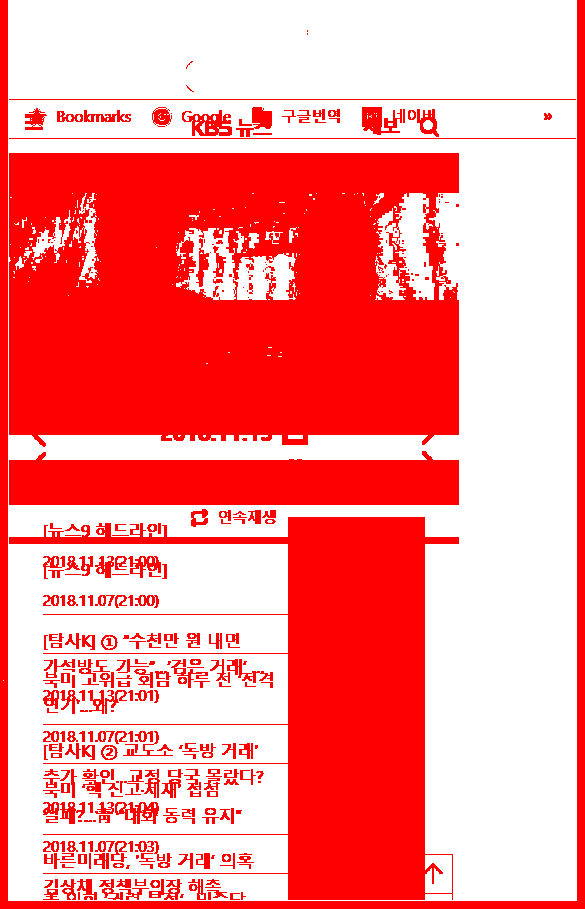 Bookmarks Google 구글번역 네이버 »
KBS 뉴스 제보
2018.11.13
연속재생
[뉴스9 헤드라인]
2018.11.13(21:00)
[뉴스9 헤드라인]
2018.11.07(21:00)
[탐사K] ① "수천만 원 내면
가석방도 가능"…'검은 거래'…
북미 고위급 회담 하루 전 '전격
2018.11.13(21:01)
연기'…왜?
2018.11.07(21:01)
[탐사K] ② 교도소 '독방 거래'
추가 확인…교정 당국 몰랐다?
북미 '핵 신고·제재' 접점
2018.11.13(21:04)
실패?…靑 "대화 동력 유지"
2018.11.07(21:03)
바른미래당, '독방 거래' 의혹
김상채 정책부의장 해촉